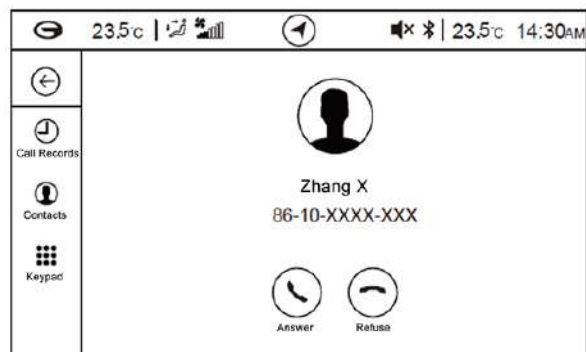 23.5°C 23.5°C 14:30AM
Call Records
Contacts
Keypad
Zhang X
86-10-XXXX-XXX
Answer Refuse